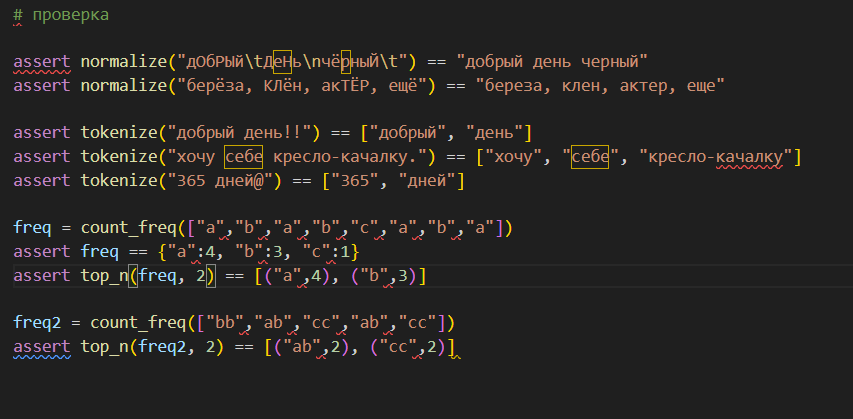 # проверка
assert normalize("дОбРЫй\tДеНь\nчёрныЙ\t") == "добрый день черный"
assert normalize("берёза, КЛён, акТЁР, ещё") == "береза, клен, актер, еще"
assert tokenize("добрый день!!") == ["добрый", "день"]
assert tokenize("хочу себе кресло-качалку.") == ["хочу", "себе", "кресло-качалку"]
assert tokenize("365 дней@") == ["365", "дней"]
freq = count_freq(["a","b","a","b","c","a","b","a"])
assert freq == {"a":4, "b":3, "c":1}
assert top_n(freq, 2) == [("a",4), ("b",3)]
freq2 = count_freq(["bb","ab","cc","ab","cc"])
assert top_n(freq2, 2) == [("ab",2), ("cc",2)]